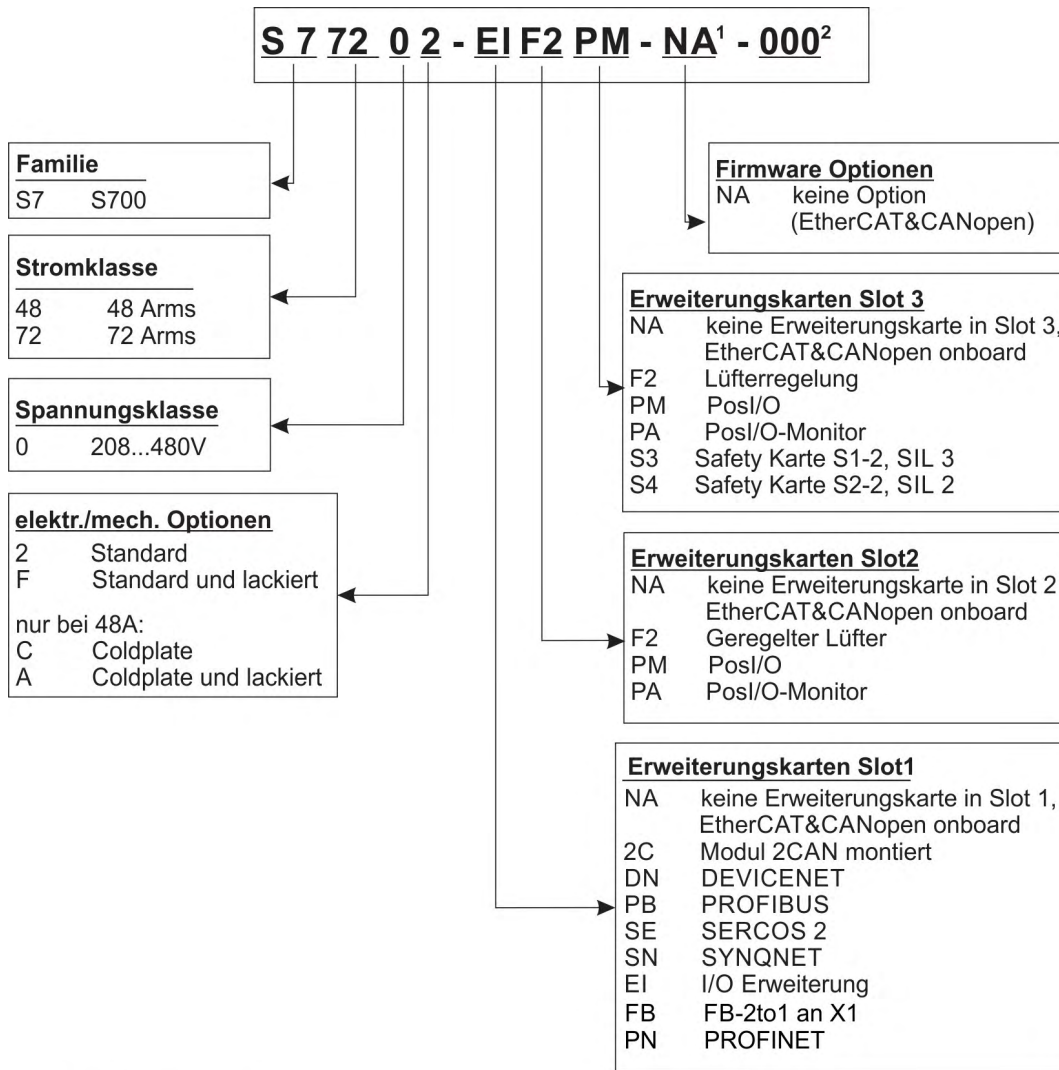 S 7 72 0 2 - EI F2 PM - NA¹ - 000²
Familie
S7 S700
Stromklasse
48 48 Arms
72 72 Arms
Spannungsklasse
0 208...480V
elektr./mech. Optionen
2 Standard
F Standard und lackiert
nur bei 48A:
C Coldplate
A Coldplate und lackiert
Firmware Optionen
NA keine Option
(EtherCAT&CANopen)
Erweiterungskarten Slot 3
NA keine Erweiterungskarte in Slot 3,
EtherCAT&CANopen onboard
F2 Lüfterregelung
PM PosI/O
PA PosI/O-Monitor
S3 Safety Karte S1-2, SIL 3
S4 Safety Karte S2-2, SIL 2
Erweiterungskarten Slot2
NA keine Erweiterungskarte in Slot 2
EtherCAT&CANopen onboard
F2 Geregelter Lüfter
PM PosI/O
PA PosI/O-Monitor
Erweiterungskarten Slot1
NA keine Erweiterungskarte in Slot 1,
EtherCAT&CANopen onboard
2C Modul 2CAN montiert
DN DEVICENET
PB PROFIBUS
SE SERCOS 2
SN SYNQNET
EI I/O Erweiterung
FB FB-2to1 an X1
PN PROFINET